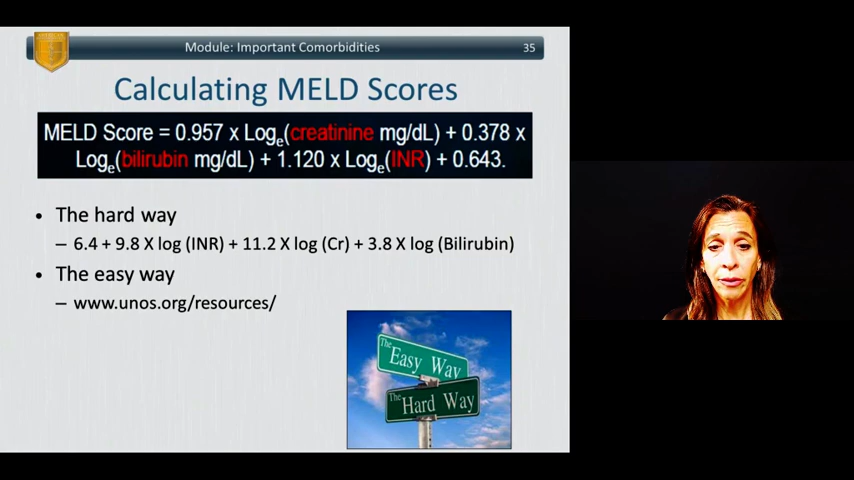 Module: Important Comorbidities 35
Calculating MELD Scores
MELD Score = 0.957 x Logₑ(creatinine mg/dL) + 0.378 x
Logₑ(bilirubin mg/dL) + 1.120 x Logₑ(INR) + 0.643.
• The hard way
– 6.4 + 9.8 X log (INR) + 11.2 X log (Cr) + 3.8 X log (Bilirubin)
• The easy way
– www.unos.org/resources/
The Easy Way
The Hard Way